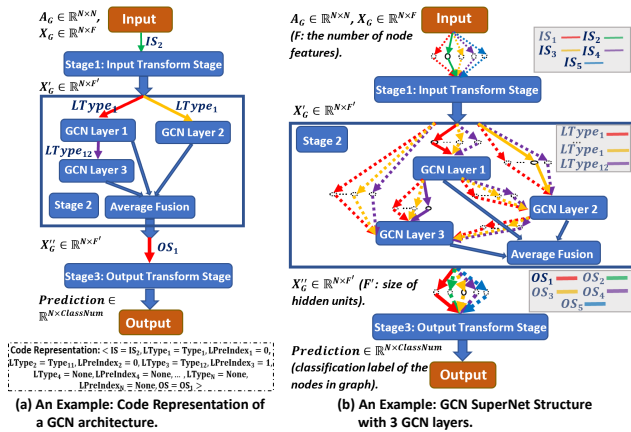 A_G ∈ ℝ^{N×N},
X_G ∈ ℝ^{N×F}
Input
IS_2
Stage1: Input Transform Stage
X'_G ∈ ℝ^{N×F'}
LType_1
LType_1
GCN Layer 1
GCN Layer 2
LType_12
GCN Layer 3
Stage 2
Average Fusion
X''_G ∈ ℝ^{N×F'}
OS_1
Stage3: Output Transform Stage
Prediction ∈
ℝ^{N×ClassNum}
Output
Code Representation: < IS = IS_2, LType_1 = Type_1, LPreIndex_1 = 0,
LType_2 = Type_11, LPreIndex_2 = 0, LType_3 = Type_12, LPreIndex_3 = 1,
LType_4 = None, LPreIndex_4 = None, … , LType_N = None,
LPreIndex_N = None, OS = OS_1 >
(a) An Example: Code Representation of
a GCN architecture.
A_G ∈ ℝ^{N×N}, X_G ∈ ℝ^{N×F}
(F: the number of node
features).
Input
IS_1 IS_2
IS_3 IS_4
IS_5
Stage1: Input Transform Stage
X'_G ∈ ℝ^{N×F'}
Stage 2
LType_1
...
LType_1
LType_12
GCN Layer 1
GCN Layer 2
GCN Layer 3
Average Fusion
X''_G ∈ ℝ^{N×F'} (F': size of
hidden units).
OS_1 OS_2
OS_3 OS_4
OS_5
Stage3: Output Transform Stage
Prediction ∈ ℝ^{N×ClassNum}
(classification label of the
nodes in graph).
Output
(b) An Example: GCN SuperNet Structure
with 3 GCN layers.